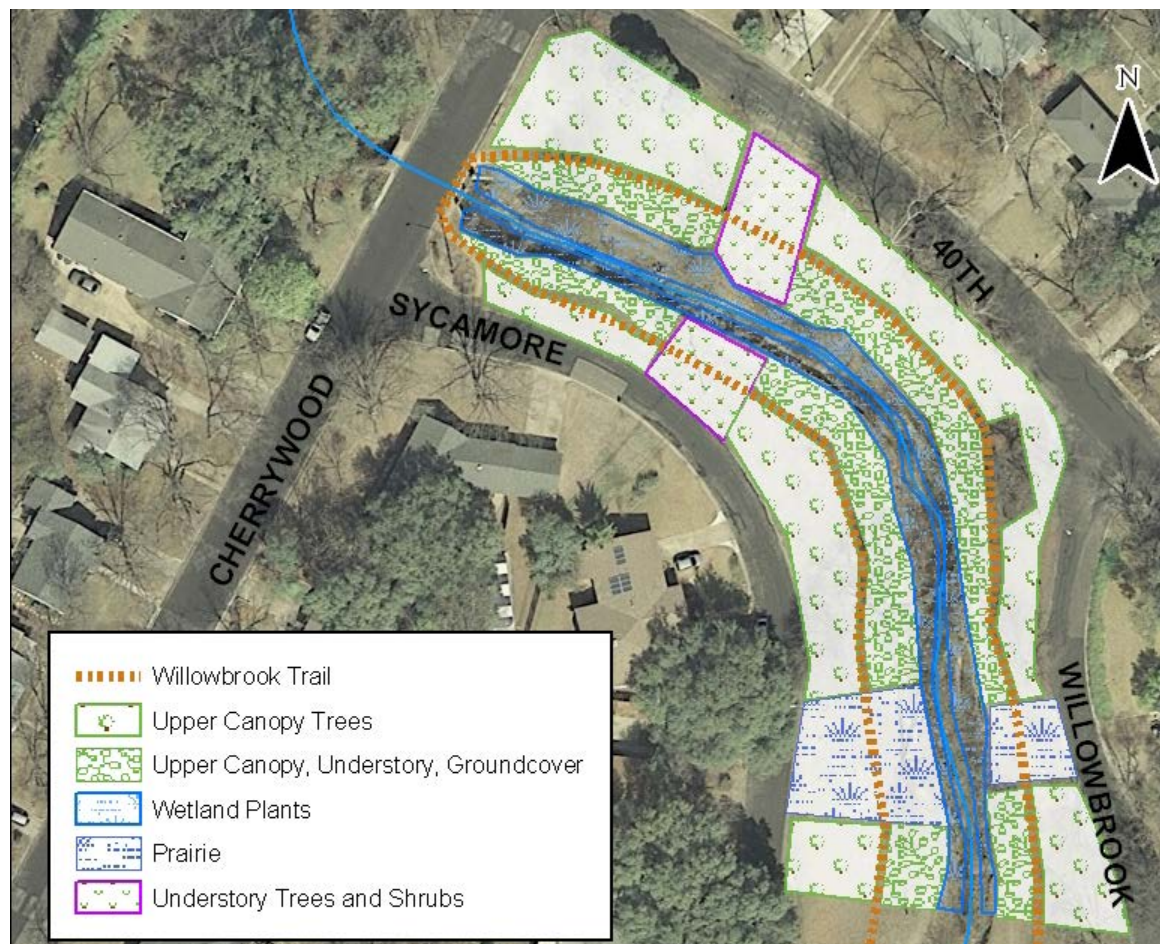 N
40TH
SYCAMORE
CHERRYWOOD
WILLOWBROOK
Willowbrook Trail
Upper Canopy Trees
Upper Canopy, Understory, Groundcover
Wetland Plants
Prairie
Understory Trees and Shrubs